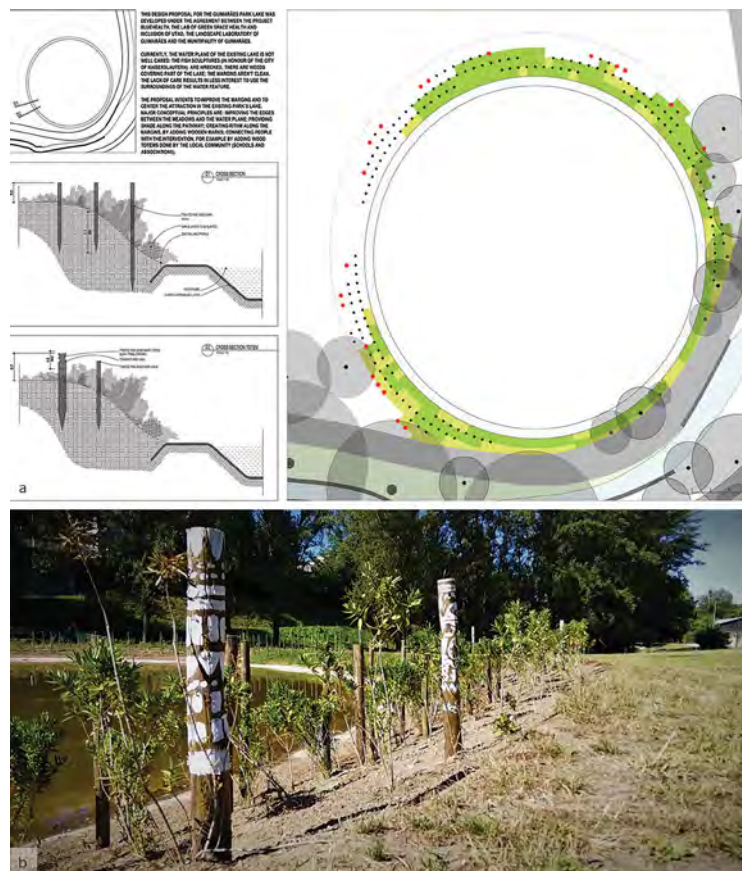 THIS DESIGN PROPOSAL FOR THE GUIMARÃES PARK LAKE WAS
DEVELOPED UNDER THE AGREEMENT BETWEEN THE PROJECT
BLUEHEALTH, THE LAB OF GREEN SPACE HEALTH AND
INCLUSION OF UTAD, THE LANDSCAPE LABORATORY OF
GUIMARÃES AND THE MUNITIPALITY OF GUIMARÃES.
CURRENTLY, THE WATER PLANE OF THE EXISTING LAKE IS NOT
WELL CARED: THE FISH SCULPTURES (IN HONOUR OF THE CITY
OF KAISERSLAUTERN) ARE WRECKED, THERE ARE WEEDS
COVERING PART OF THE LAKE; THE MARGINS AREN'T CLEAN.
THE LACK OF CARE RESULTS IN LESS INTEREST TO USE THE
SURROUNDINGS OF THE WATER FEATURE.
THE PROPOSAL INTENTS TO IMPROVE THE MARGINS AND TO
CENTER THE ATTRACTION IN THE EXISTING PARK'S LAKE.
MAJOR CONCEPTUAL PRINCIPLES ARE: IMPROVING THE EDGES
BETWEEN THE MEADOWS AND THE WATER PLANE; PROVIDING
SHADE ALONG THE PATHWAY; CREATING RITHM ALONG THE
MARGINS, BY ADDING WOODEN MARKS; CONNECTING PEOPLE
WITH THE INTERVENTION, FOR EXAMPLE BY ADDING WOOD
TOTEMS DONE BY THE LOCAL COMMUNITY (SCHOOLS AND
ASSOCIATIONS).
CROSS-SECTION
CROSS-SECTION TOTEM
a
b